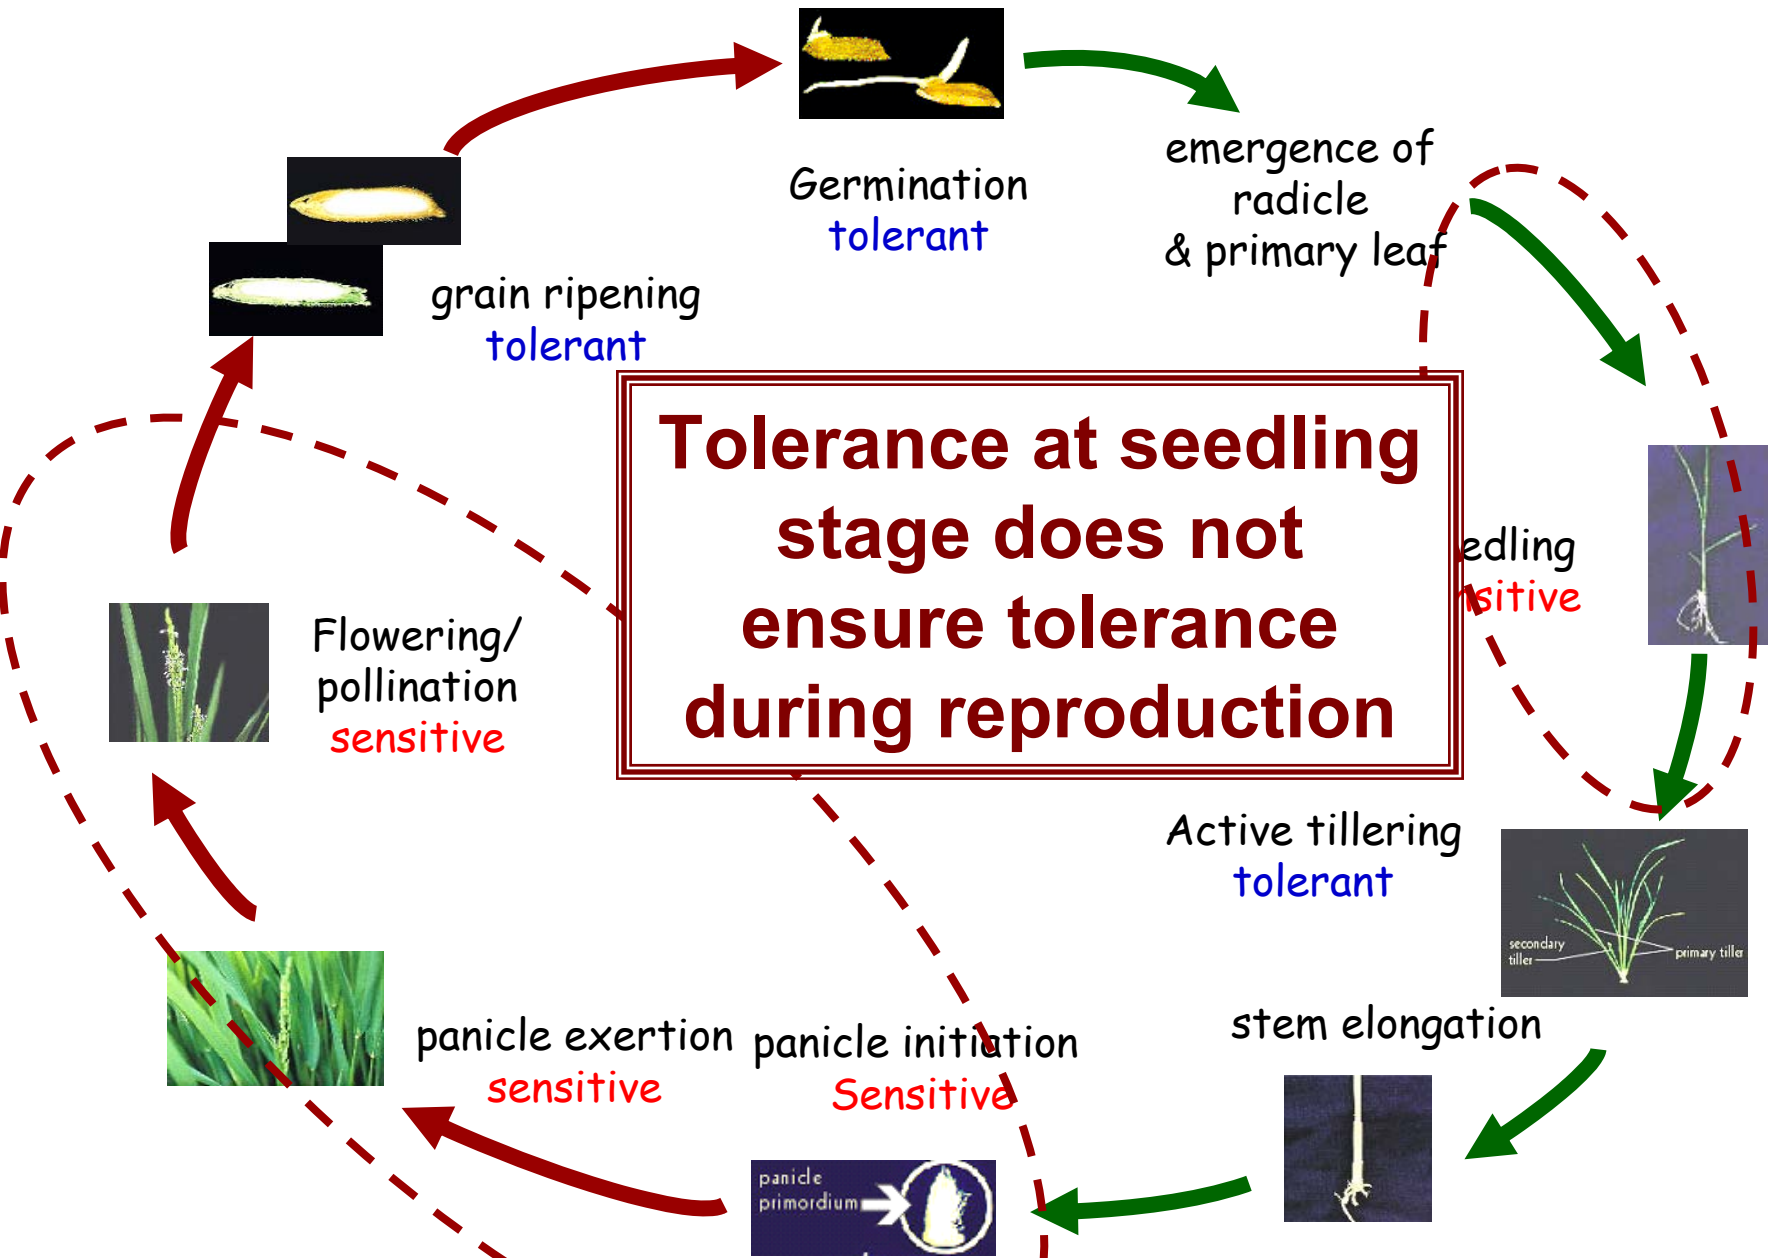 Germination
tolerant
emergence of
radicle
& primary leaf
grain ripening
tolerant
Tolerance at seedling
stage does not
ensure tolerance
during reproduction
edling
nsitive
Flowering/
pollination
sensitive
Active tillering
tolerant
secondary
tiller
primary tiller
stem elongation
panicle exertion
sensitive
panicle initiation
Sensitive
panicle
primordium